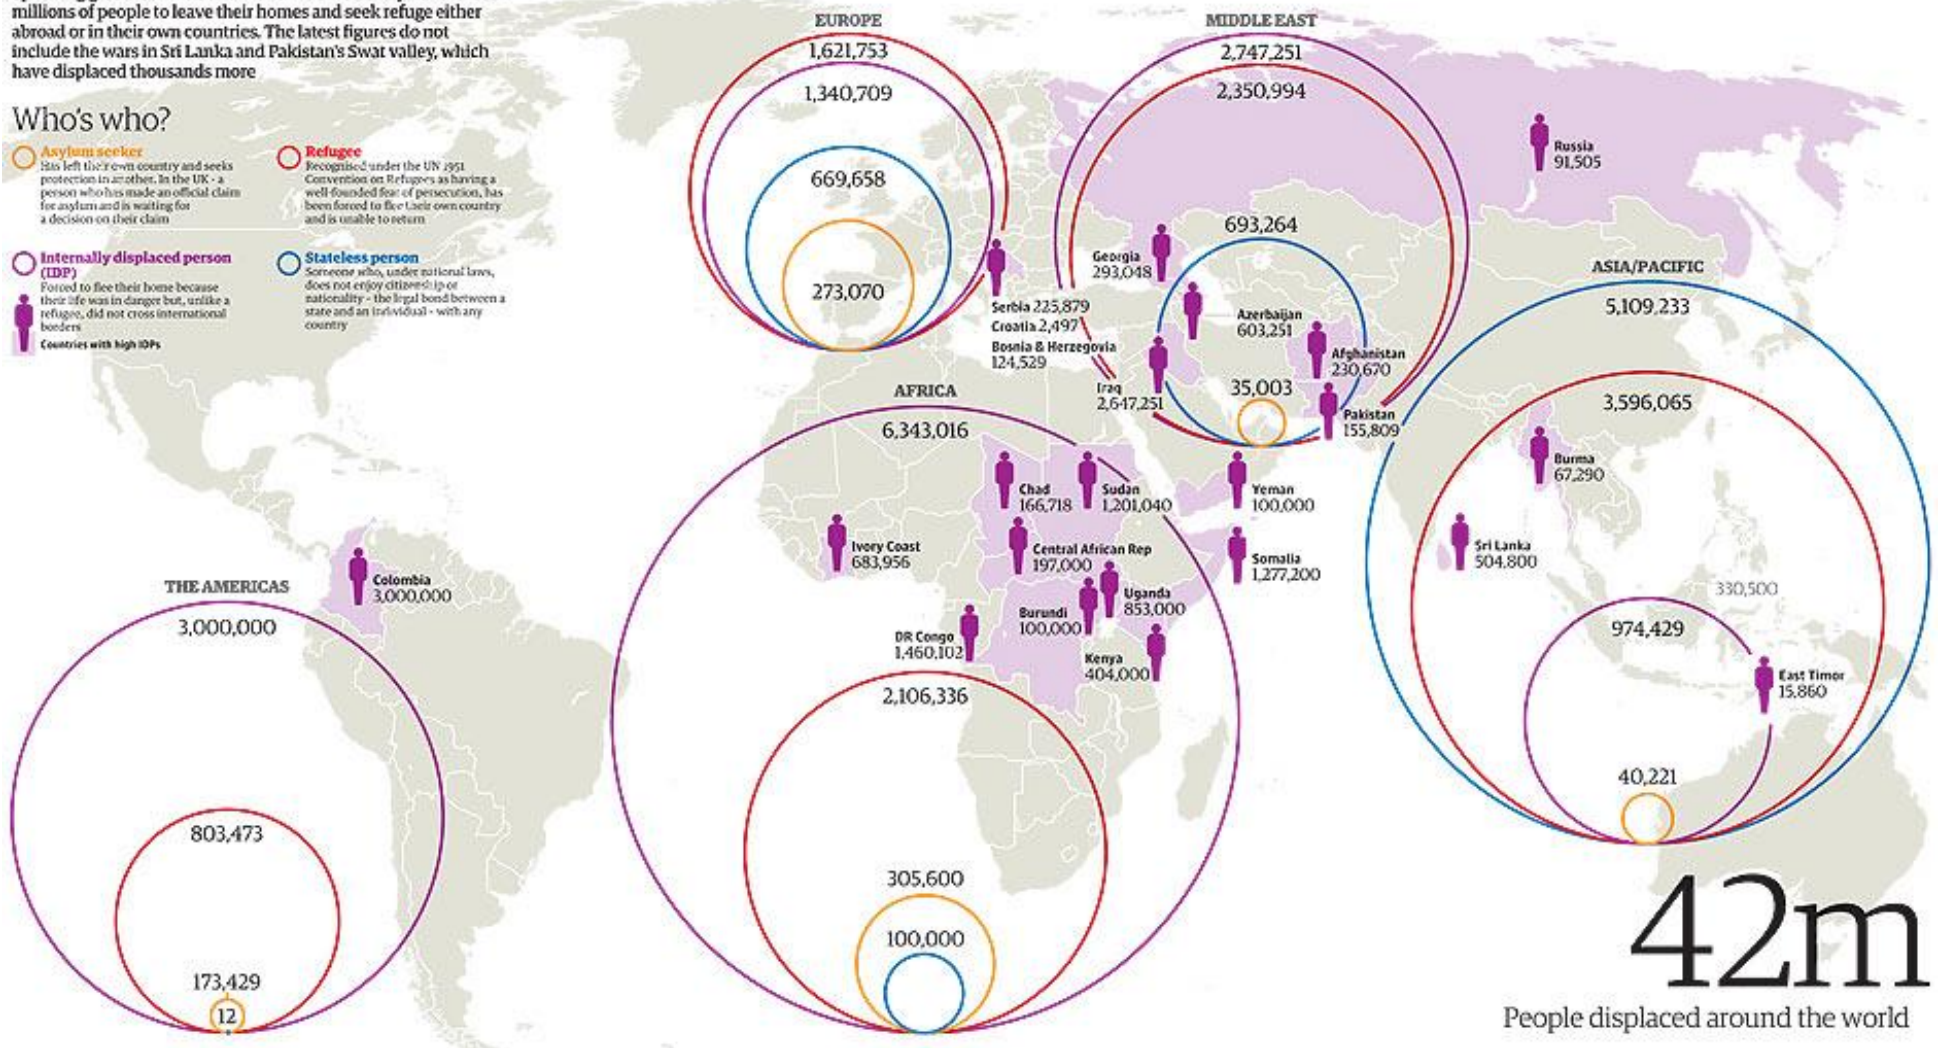 millions of people to leave their homes and seek refuge either
abroad or in their own countries. The latest figures do not
include the wars in Sri Lanka and Pakistan's Swat valley, which
have displaced thousands more
Who's who?
Asylum seeker
Has left their own country and seeks
protection in another. In the UK - a
person who has made an official claim
for asylum and is waiting for
a decision on their claim
Refugee
Recognised under the UN 1951
Convention on Refugees as having a
well-founded fear of persecution, has
been forced to flee their own country
and is unable to return
Internally displaced person
(IDP)
Forced to flee their home because
their life was in danger but, unlike a
refugee, did not cross international
borders
Countries with high IDPs
Stateless person
Someone who, under national laws,
does not enjoy citizenship or
nationality - the legal bond between a
state and an individual - with any
country
EUROPE
1,621,753
1,340,709
669,658
273,070
Serbia 225,879
Croatia 2,497
Bosnia & Herzegovia
124,529
MIDDLE EAST
2,747,251
2,350,994
693,264
35,003
Georgia
293,048
Azerbaijan
603,251
Afghanistan
230,670
Iraq
2,647,251
Pakistan
155,809
Yeman
100,000
Russia
91,505
ASIA/PACIFIC
5,109,233
3,596,065
974,429
40,221
Burma
67,290
Sri Lanka
504,800
330,500
East Timor
15,860
AFRICA
6,343,016
Chad
166,718
Sudan
1,201,040
Ivory Coast
683,956
Central African Rep
197,000
Somalia
1,277,200
Uganda
853,000
Burundi
100,000
DR Congo
1,460,102
Kenya
404,000
2,106,336
305,600
100,000
THE AMERICAS
3,000,000
Colombia
3,000,000
803,473
173,429
12
42m
People displaced around the world